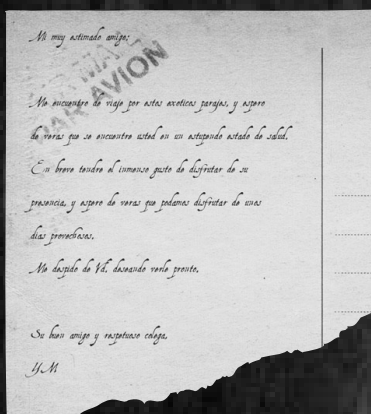 Mi muy estimado amigo:
PAR AVION
Me encuentro de viaje por estos exoticos parajes, y espero
de veras que se encuentre usted en un estupendo estado de salud.
En breve tendre el inmenso gusto de disfrutar de su
presencia, y espero de veras que podamos disfrutar de unos
dias provechosos.
Me despido de Vd. deseando verle pronto.
Su buen amigo y respetuoso colega,
Y.M